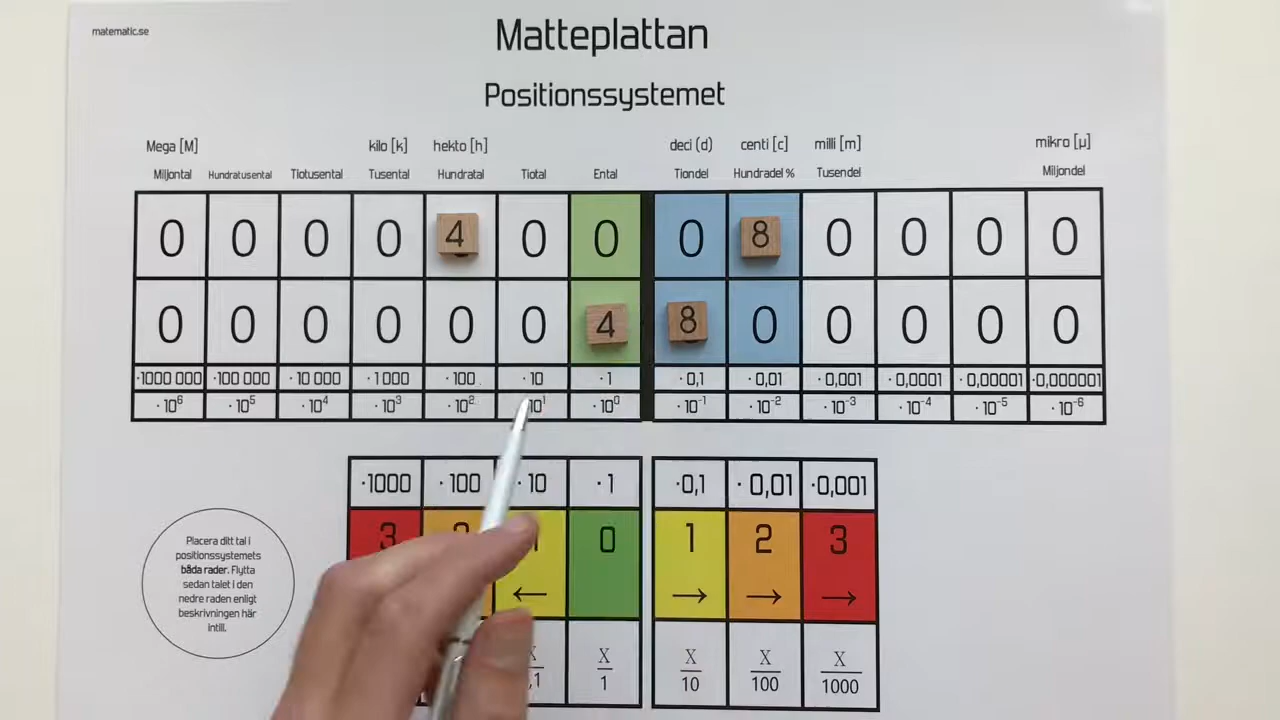 matematic.se
Matteplattan
Positionssystemet
Mega [M] kilo [k] hekto [h] deci (d) centi [c] milli [m] mikro [µ]
Miljontal Hundratusental Tiotusental Tusental Hundratal Tiotal Ental Tiondel Hundradel % Tusendel Miljondel
0 0 0 0 4 0 0 0 8 0 0 0 0
0 0 0 0 0 0 4 8 0 0 0 0 0
·1000 000 ·100 000 ·10 000 ·1000 ·100 ·10 ·1 ·0,1 ·0,01 ·0,001 ·0,0001 ·0,00001 ·0,000001
·10⁶ ·10⁵ ·10⁴ ·10³ ·10² 10¹ ·10⁰ ·10⁻¹ ·10⁻² ·10⁻³ ·10⁻⁴ ·10⁻⁵ ·10⁻⁶
·1000 ·100 ·10 ·1 ·0,1 ·0,01 ·0,001
3 0 1 2 3
← → → →
X/1 X/10 X/100 X/1000
Placera ditt tal i
positionssystemets
båda rader. Flytta
sedan talet i den
nedre raden enligt
beskrivningen här
intill.